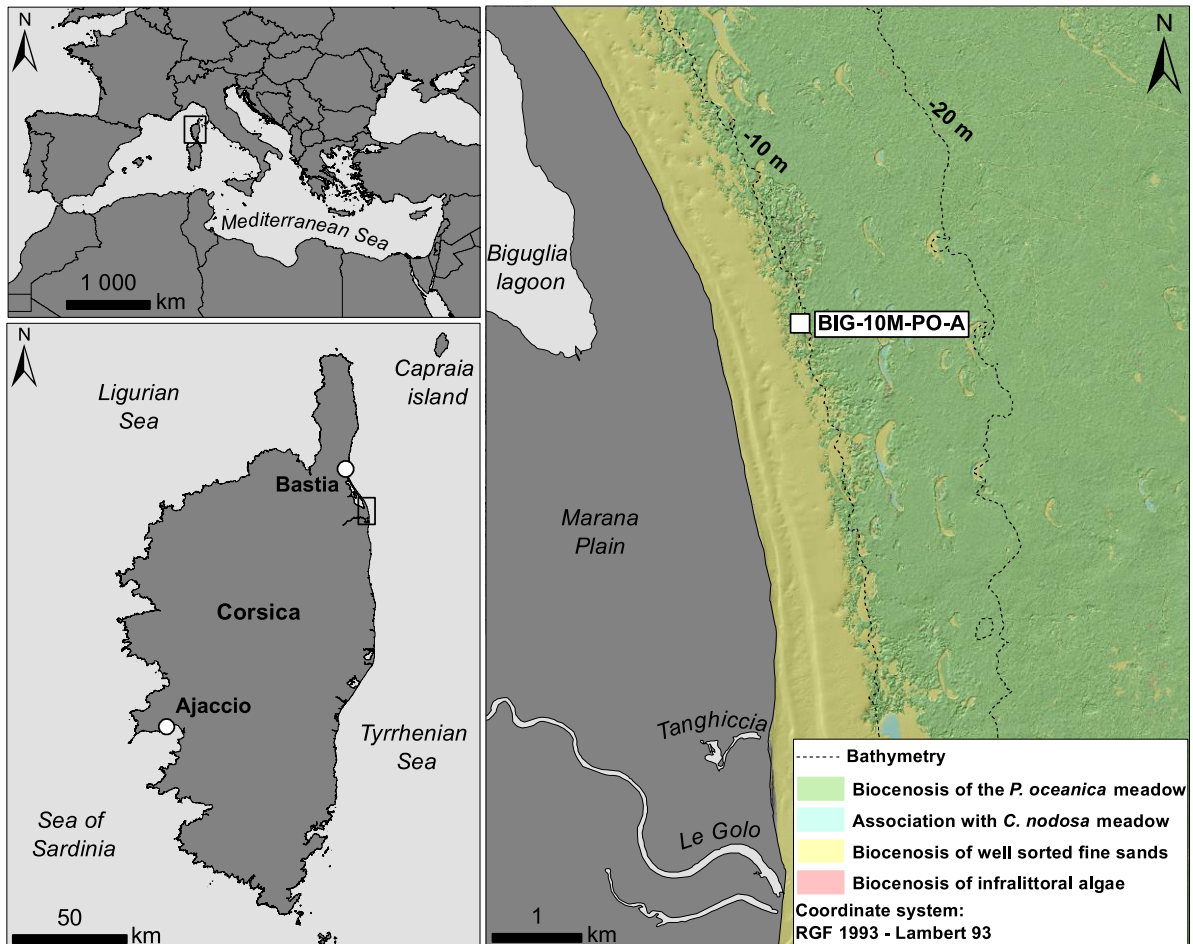 N
Mediterranean Sea
1 000
km
N
Ligurian
Sea
Capraia
island
Bastia
Corsica
Ajaccio
Tyrrhenian
Sea
Sea of
Sardinia
50
km
N
-20 m
-10 m
Biguglia
lagoon
BIG-10M-PO-A
Marana
Plain
Tanghiccia
Le Golo
1
km
Bathymetry
Biocenosis of the P. oceanica meadow
Association with C. nodosa meadow
Biocenosis of well sorted fine sands
Biocenosis of infralittoral algae
Coordinate system:
RGF 1993 - Lambert 93